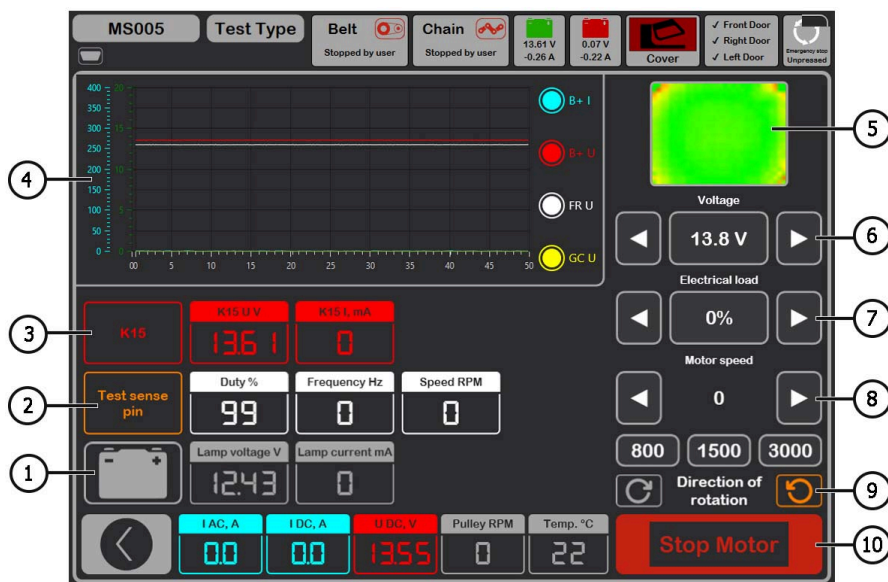 MS005
Test Type
Belt
Stopped by user
Chain
Stopped by user
13.61 V
-0.26 A
0.07 V
-0.22 A
Cover
✓ Front Door
✓ Right Door
✓ Left Door
Emergency stop
Unpressed
400
350
300
250
200
150
100
50
0
20
15
10
5
0
00 5 10 15 20 25 30 35 40 45 50
B+ I
B+ U
FR U
GC U
Voltage
13.8 V
Electrical load
0%
Motor speed
0
800 1500 3000
Direction of
rotation
Stop Motor
K15
K15 U V
13.61
K15 I, mA
0
Test sense
pin
Duty %
99
Frequency Hz
0
Speed RPM
0
Lamp voltage V
12.43
Lamp current mA
0
I AC, A
0.0
I DC, A
0.0
U DC, V
13.55
Pulley RPM
0
Temp. °C
22
1
2
3
4
5
6
7
8
9
10